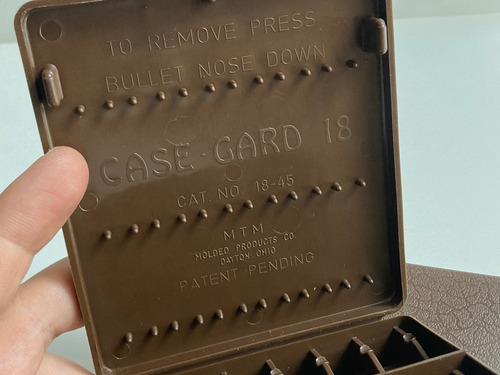 TO REMOVE PRESS
BULLET NOSE DOWN
CASE-GARD 18
CAT. NO. 18-45
MTM
MOLDED PRODUCTS CO.
DAYTON OHIO
PATENT PENDING